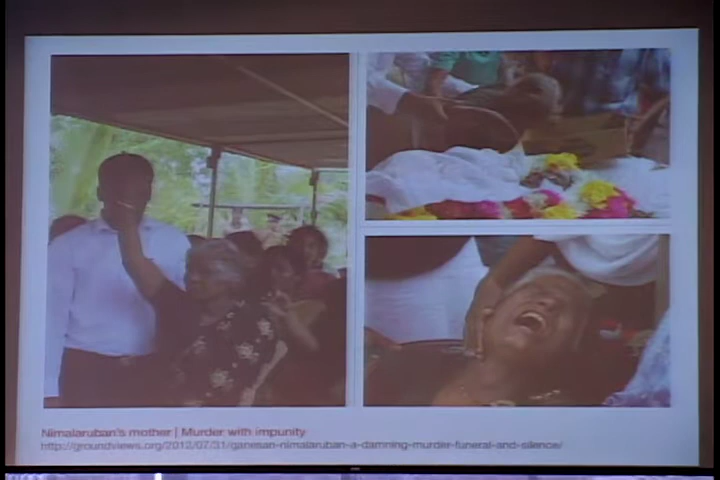 Nimalaruban's mother | Murder with impunity
http://groundviews.org/2012/07/31/ganesan-nimalaruban-a-damning-murder-funeral-and-silence/